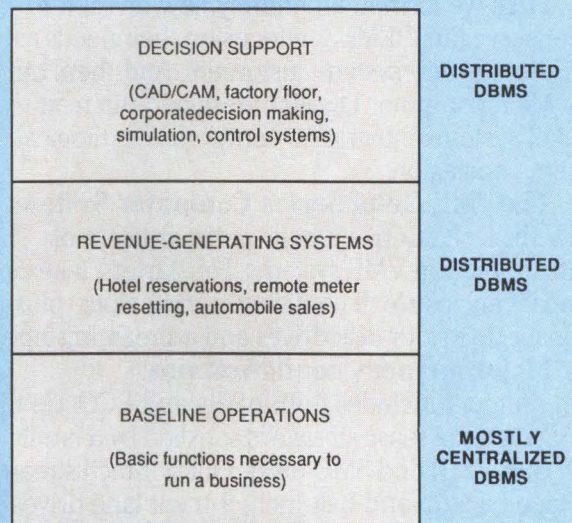 DECISION SUPPORT
(CAD/CAM, factory floor,
corporatedecision making,
simulation, control systems)
DISTRIBUTED
DBMS
REVENUE-GENERATING SYSTEMS
(Hotel reservations, remote meter
resetting, automobile sales)
DISTRIBUTED
DBMS
BASELINE OPERATIONS
(Basic functions necessary to
run a business)
MOSTLY
CENTRALIZED
DBMS